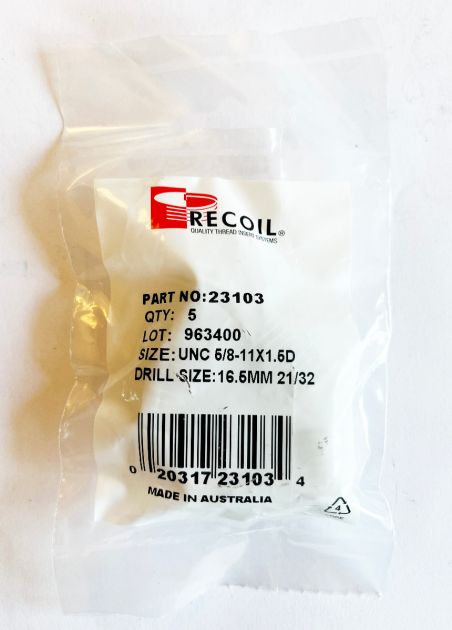 RECOIL®
QUALITY THREAD INSERT SYSTEMS
PART NO:23103
QTY: 5
LOT: 963400
SIZE: UNC 5/8-11X1.5D
DRILL SIZE:16.5MM 21/32
0 20317 23103 4
MADE IN AUSTRALIA
4